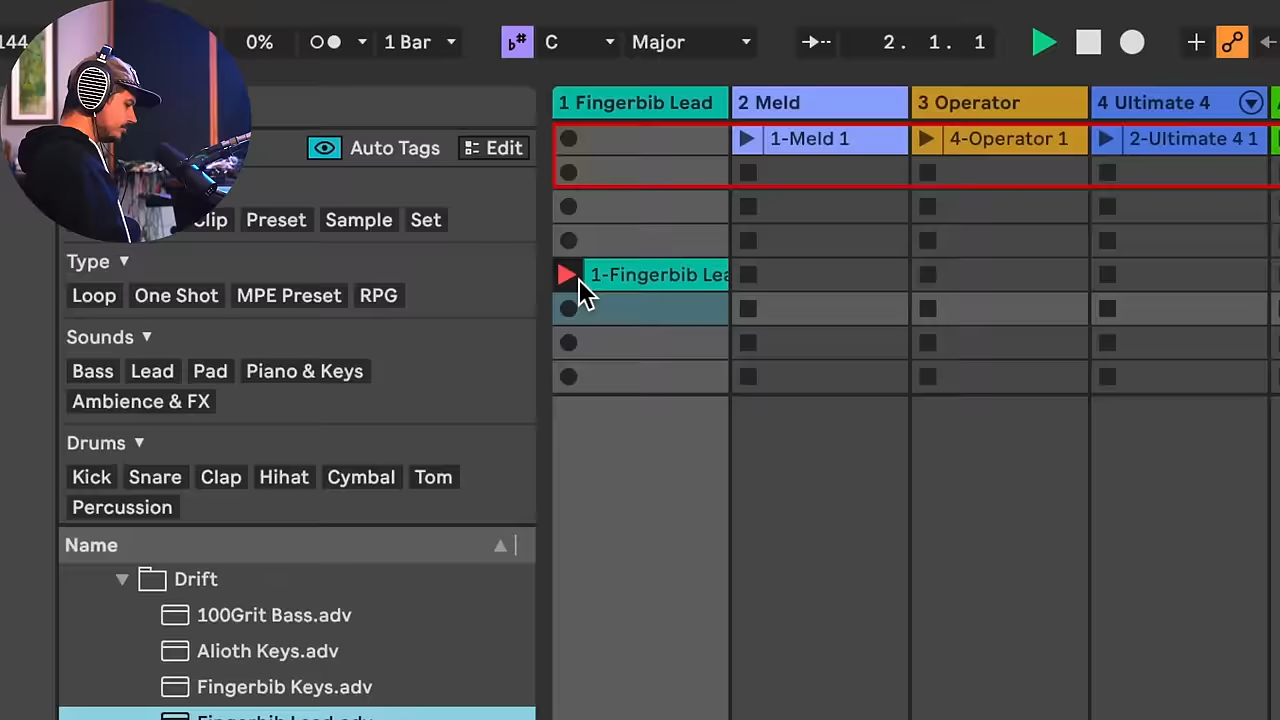 144 0% 1 Bar C Major 2. 1. 1
1 Fingerbib Lead 2 Meld 3 Operator 4 Ultimate 4
1-Meld 1 4-Operator 1 2-Ultimate 4 1
Auto Tags Edit
Preset Sample Set
Type
1-Fingerbib Lea
Loop One Shot MPE Preset RPG
Sounds
Bass Lead Pad Piano & Keys
Ambience & FX
Drums
Kick Snare Clap Hihat Cymbal Tom
Percussion
Name
Drift
100Grit Bass.adv
Alioth Keys.adv
Fingerbib Keys.adv
Fingerbib Lead.adv